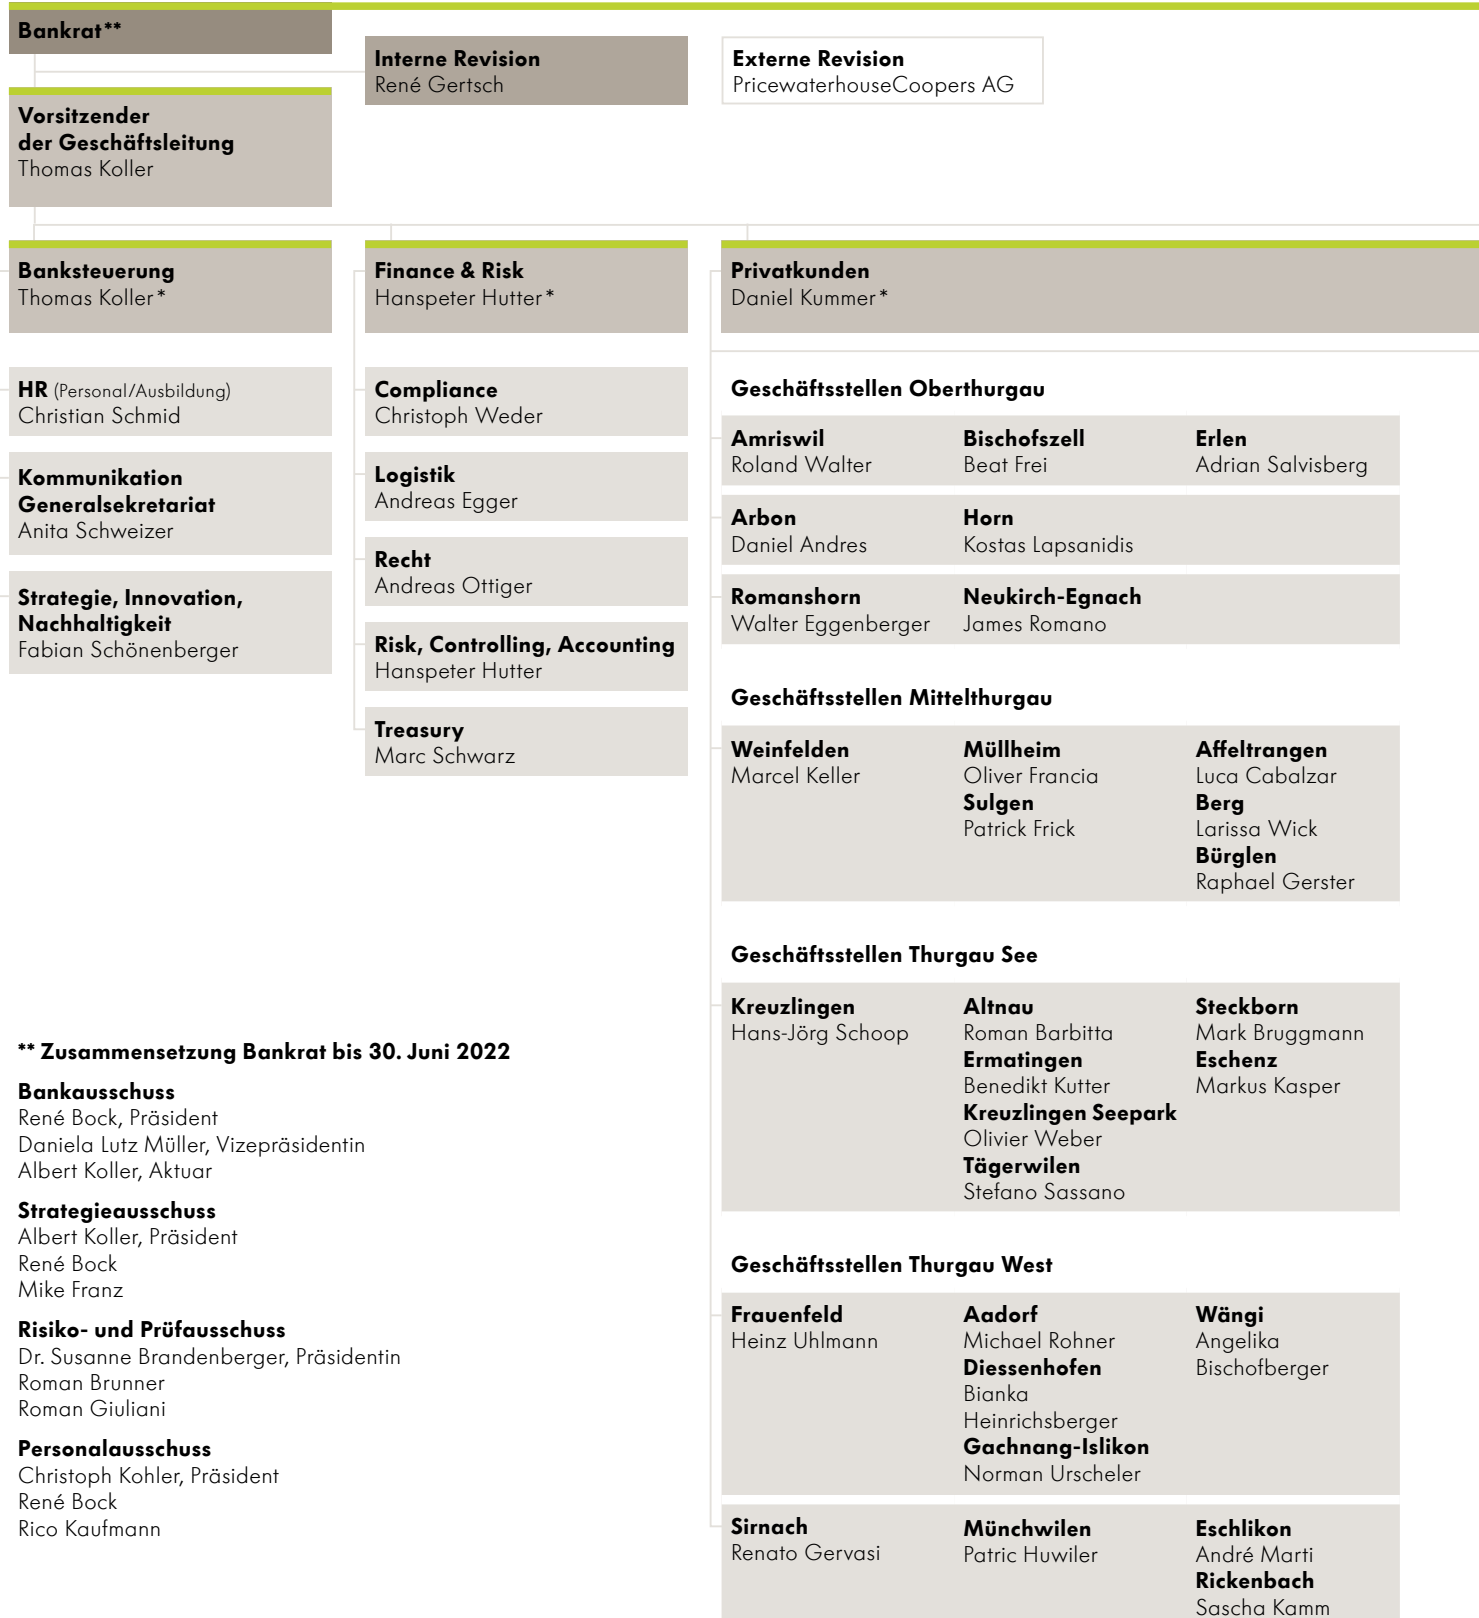 Bankrat**
Interne Revision
René Gertsch
Externe Revision
PricewaterhouseCoopers AG
Vorsitzender
der Geschäftsleitung
Thomas Koller
Banksteuerung
Thomas Koller*
HR (Personal/Ausbildung)
Christian Schmid
Kommunikation
Generalsekretariat
Anita Schweizer
Strategie, Innovation,
Nachhaltigkeit
Fabian Schönenberger
Finance & Risk
Hanspeter Hutter*
Compliance
Christoph Weder
Logistik
Andreas Egger
Recht
Andreas Ottiger
Risk, Controlling, Accounting
Hanspeter Hutter
Treasury
Marc Schwarz
Privatkunden
Daniel Kummer*
Geschäftsstellen Oberthurgau
Amriswil
Roland Walter
Bischofszell
Beat Frei
Erlen
Adrian Salvisberg
Arbon
Daniel Andres
Horn
Kostas Lapsanidis
Romanshorn
Walter Eggenberger
Neukirch-Egnach
James Romano
Geschäftsstellen Mittelthurgau
Weinfelden
Marcel Keller
Müllheim
Oliver Francia
Sulgen
Patrick Frick
Affeltrangen
Luca Cabalzar
Berg
Larissa Wick
Bürglen
Raphael Gerster
Geschäftsstellen Thurgau See
Kreuzlingen
Hans-Jörg Schoop
Altnau
Roman Barbitta
Ermatingen
Benedikt Kutter
Kreuzlingen Seepark
Olivier Weber
Tägerwilen
Stefano Sassano
Steckborn
Mark Bruggmann
Eschenz
Markus Kasper
Geschäftsstellen Thurgau West
Frauenfeld
Heinz Uhlmann
Aadorf
Michael Rohner
Diessenhofen
Bianka
Heinrichsberger
Gachnang-Islikon
Norman Urscheler
Wängi
Angelika
Bischofberger
Sirnach
Renato Gervasi
Münchwilen
Patric Huwiler
Eschlikon
André Marti
Rickenbach
Sascha Kamm
** Zusammensetzung Bankrat bis 30. Juni 2022
Bankausschuss
René Bock, Präsident
Daniela Lutz Müller, Vizepräsidentin
Albert Koller, Aktuar
Strategieausschuss
Albert Koller, Präsident
René Bock
Mike Franz
Risiko- und Prüfausschuss
Dr. Susanne Brandenberger, Präsidentin
Roman Brunner
Roman Giuliani
Personalausschuss
Christoph Kohler, Präsident
René Bock
Rico Kaufmann